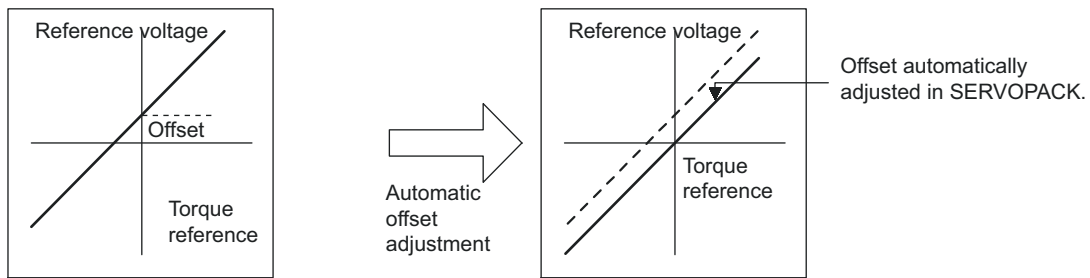 Reference voltage
Offset
Torque
reference
Automatic
offset
adjustment
Reference voltage
Torque
reference
Offset automatically
adjusted in SERVOPACK.